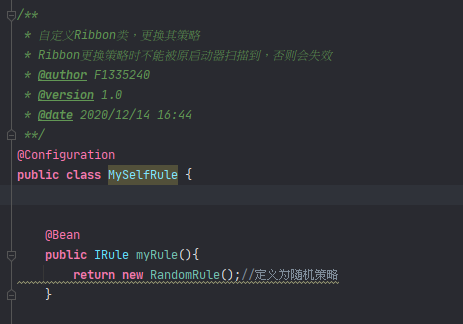 /**
 * 自定义Ribbon类，更换其策略
 * Ribbon更换策略时不能被原启动器扫描到，否则会失效
 * @author F1335240
 * @version 1.0
 * @date 2020/12/14 16:44
 **/
@Configuration
public class MySelfRule {
@Bean
public IRule myRule(){
return new RandomRule();//定义为随机策略
}